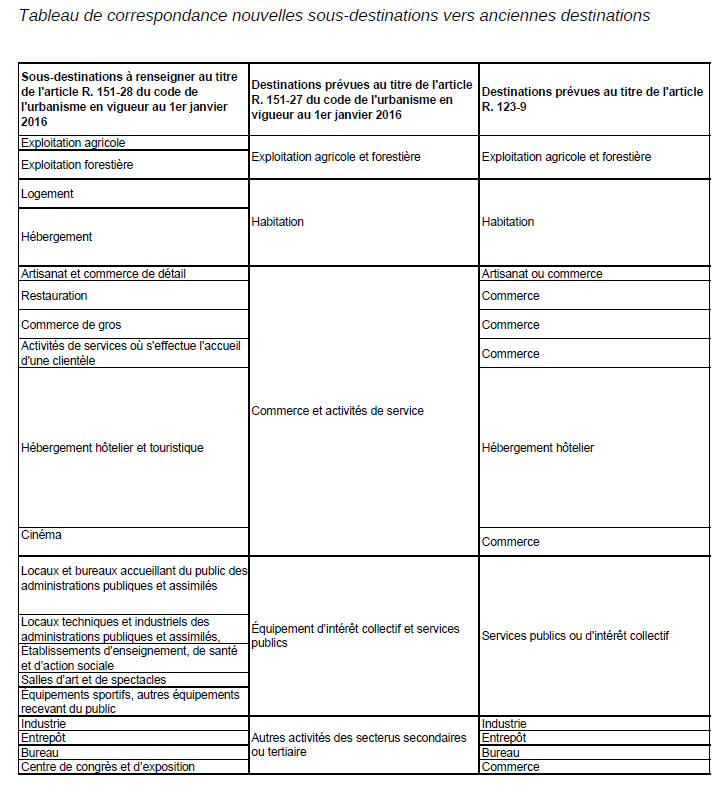 Tableau de correspondance nouvelles sous-destinations vers anciennes destinations
Sous-destinations à renseigner au titre
de l'article R. 151-28 du code de
l'urbanisme en vigueur au 1er janvier
2016
Destinations prévues au titre de l'article
R. 151-27 du code de l'urbanisme en
vigueur au 1er janvier 2016
Destinations prévues au titre de l'article
R. 123-9
Exploitation agricole
Exploitation forestière
Exploitation agricole et forestière
Exploitation agricole et forestière
Logement
Hébergement
Habitation
Habitation
Artisanat et commerce de détail
Artisanat ou commerce
Restauration
Commerce
Commerce de gros
Commerce
Activités de services où s'effectue l'accueil
d'une clientèle
Commerce
Commerce et activités de service
Hébergement hôtelier et touristique
Hébergement hôtelier
Cinéma
Commerce
Locaux et bureaux accueillant du public des
administrations publiques et assimilés
Locaux techniques et industriels des
administrations publiques et assimilés,
Établissements d'enseignement, de santé
et d'action sociale
Salles d'art et de spectacles
Équipements sportifs, autres équipements
recevant du public
Équipement d'intérêt collectif et services
publics
Services publics ou d'intérêt collectif
Industrie
Industrie
Entrepôt
Entrepôt
Bureau
Bureau
Centre de congrès et d'exposition
Commerce
Autres activités des secterus secondaires
ou tertiaire